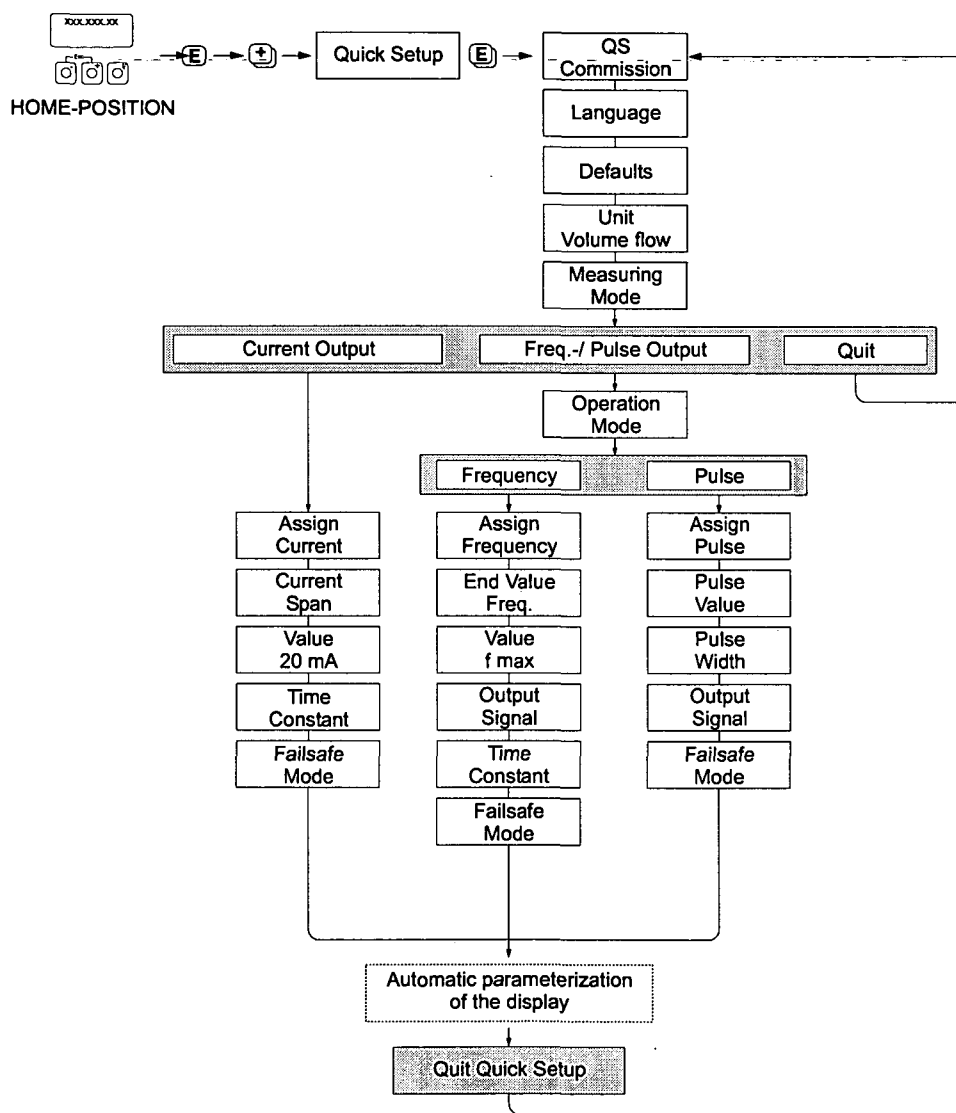 xxx.xxx.xx
Esc
E
±
Quick Setup
E
QS
Commission
HOME-POSITION
Language
Defaults
Unit
Volume flow
Measuring
Mode
Current Output
Freq.-/ Pulse Output
Quit
Operation
Mode
Frequency
Pulse
Assign
Current
Assign
Frequency
Assign
Pulse
Current
Span
End Value
Freq.
Pulse
Value
Value
20 mA
Value
f max
Pulse
Width
Time
Constant
Output
Signal
Output
Signal
Failsafe
Mode
Time
Constant
Failsafe
Mode
Failsafe
Mode
Automatic parameterization
of the display
Quit Quick Setup